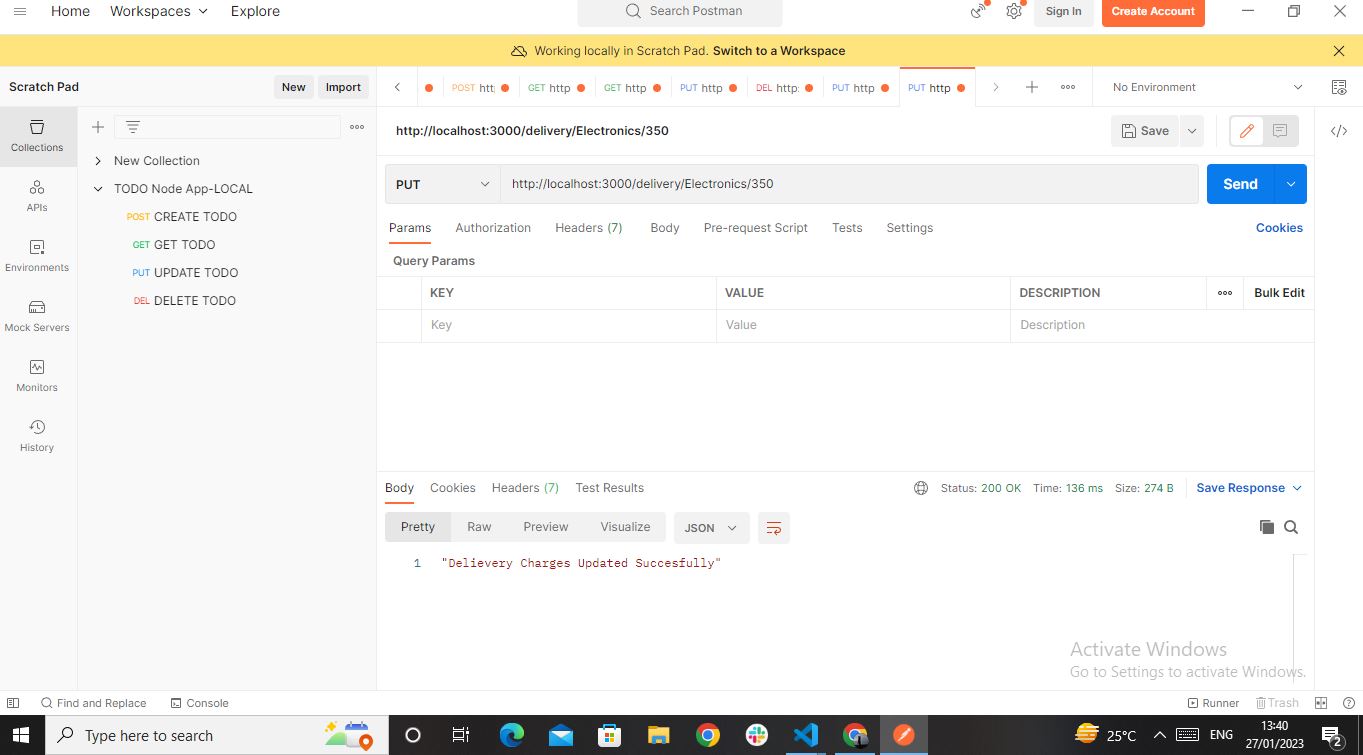 Home Workspaces Explore Search Postman Sign In Create Account
Working locally in Scratch Pad. Switch to a Workspace
Scratch Pad New Import POST htt GET http GET http PUT http DEL http: PUT http PUT http No Environment
Collections
http://localhost:3000/delivery/Electronics/350 Save
New Collection
TODO Node App-LOCAL
PUT http://localhost:3000/delivery/Electronics/350 Send
APIs
POST CREATE TODO
Params Authorization Headers (7) Body Pre-request Script Tests Settings Cookies
GET GET TODO
Environments
Query Params
PUT UPDATE TODO
KEY VALUE DESCRIPTION Bulk Edit
DEL DELETE TODO
Mock Servers
Key Value Description
Monitors
History
Body Cookies Headers (7) Test Results Status: 200 OK Time: 136 ms Size: 274 B Save Response
Pretty Raw Preview Visualize JSON
1 "Delievery Charges Updated Succesfully"
Activate Windows
Go to Settings to activate Windows.
Find and Replace Console Runner Trash
Type here to search 25°C ENG 13:40
27/01/2023 2